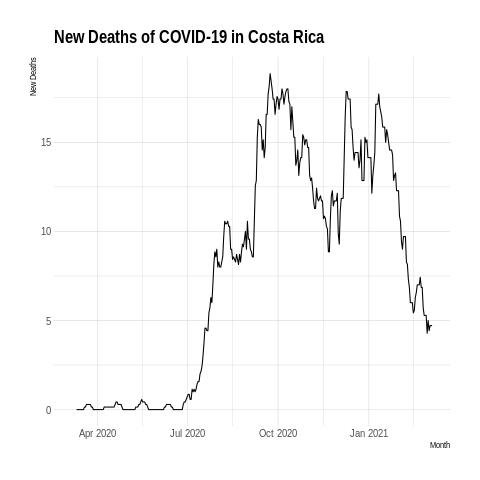 New Deaths of COVID-19 in Costa Rica
New Deaths
15
10
5
0
Apr 2020 Jul 2020 Oct 2020 Jan 2021
Month